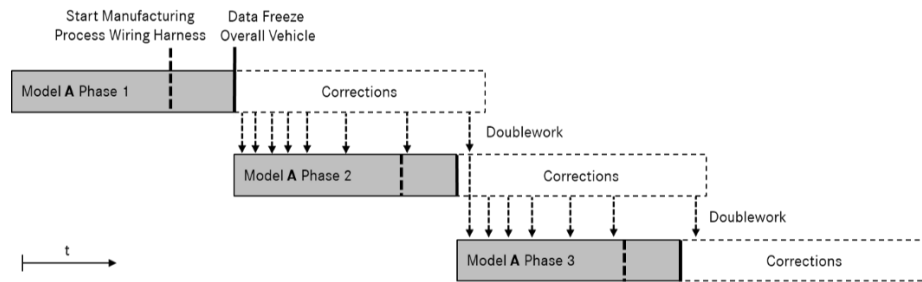 Start Manufacturing
Process Wiring Harness
Data Freeze
Overall Vehicle
Model A Phase 1
Corrections
Doublework
Model A Phase 2
Corrections
Doublework
t
Model A Phase 3
Corrections